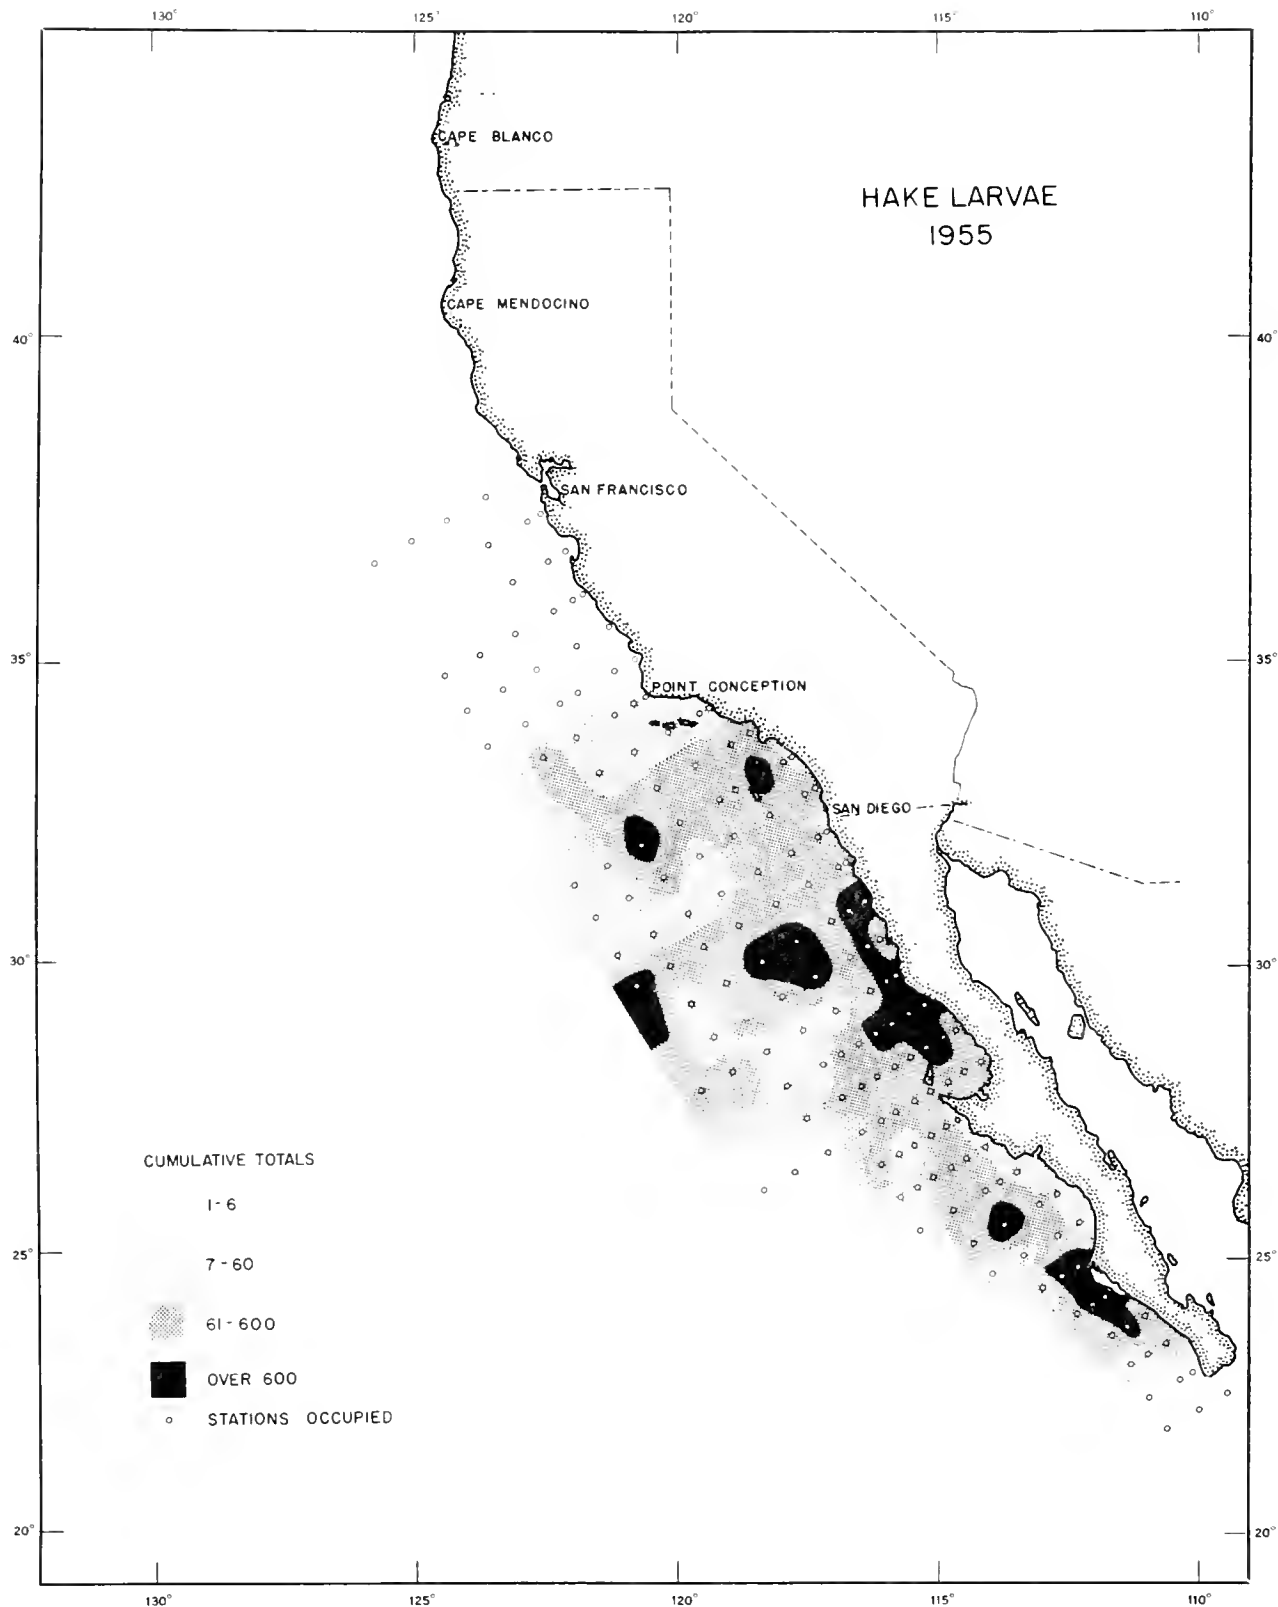 130° 125° 120° 115° 110°
CAPE BLANCO
HAKE LARVAE
1955
CAPE MENDOCINO
40° 40°
SAN FRANCISCO
35° 35°
POINT CONCEPTION
SAN DIEGO
30° 30°
CUMULATIVE TOTALS
1-6
7-60
25° 25°
61-600
OVER 600
STATIONS OCCUPIED
20° 20°
130° 125° 120° 115° 110°